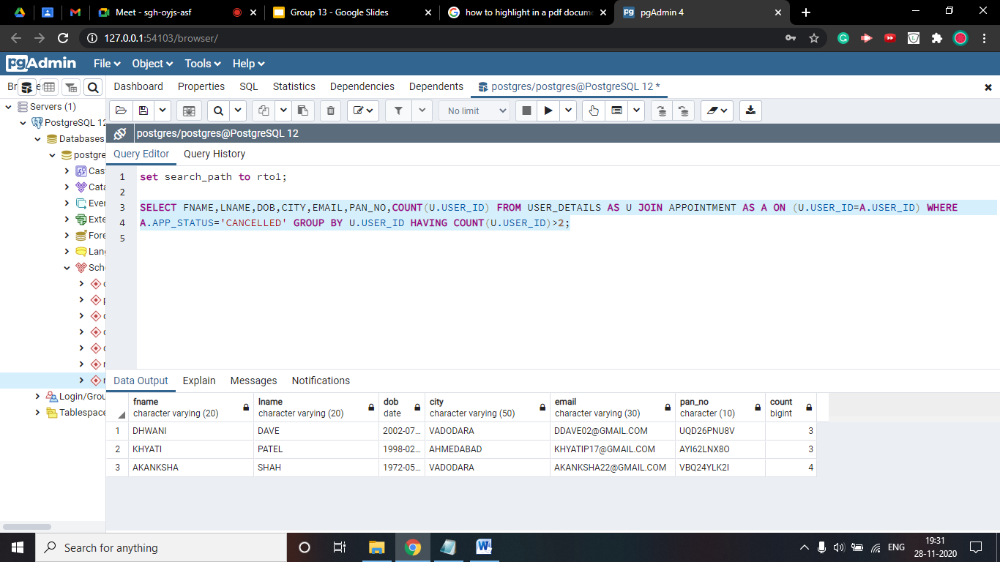 Meet - sgh-oyjs-asf
Group 13 - Google Slides
how to highlight in a pdf docum
pgAdmin 4
127.0.0.1:54103/browser/
pgAdmin File Object Tools Help
Dashboard Properties SQL Statistics Dependencies Dependents postgres/postgres@PostgreSQL 12 *
Servers (1)
PostgreSQL 12
Databases
postgre
Cas
Cata
Even
Exte
Fore
Lang
Sche
Login/Grou
Tablespace
No limit
postgres/postgres@PostgreSQL 12
Query Editor Query History
1 set search_path to rto1;
2
3 SELECT FNAME,LNAME,DOB,CITY,EMAIL,PAN_NO,COUNT(U.USER_ID) FROM USER_DETAILS AS U JOIN APPOINTMENT AS A ON (U.USER_ID=A.USER_ID) WHERE
4 A.APP_STATUS='CANCELLED' GROUP BY U.USER_ID HAVING COUNT(U.USER_ID)>2;
5
Data Output Explain Messages Notifications
fname lname dob city email pan_no count
character varying (20) character varying (20) date character varying (50) character varying (30) character (10) bigint
1 DHWANI DAVE 2002-07... VADODARA DDAVE02@GMAIL.COM UQD26PNU8V 3
2 KHYATI PATEL 1998-02... AHMEDABAD KHYATIP17@GMAIL.COM AYI62LNX8O 3
3 AKANKSHA SHAH 1972-05... VADODARA AKANKSHA22@GMAIL.COM VBQ24YLK2I 4
Search for anything
ENG
19:31
28-11-2020